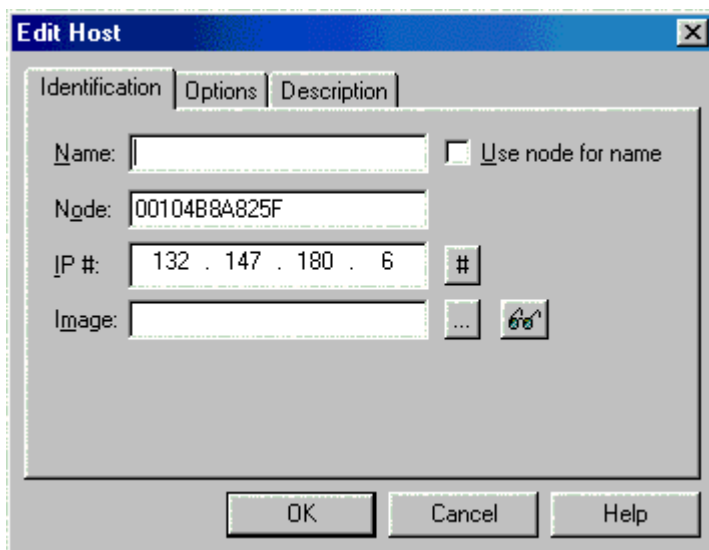 Edit Host
Identification Options Description
Name: Use node for name
Node: 00104B8A825F
IP #: 132 . 147 . 180 . 6 #
Image: ...
OK Cancel Help